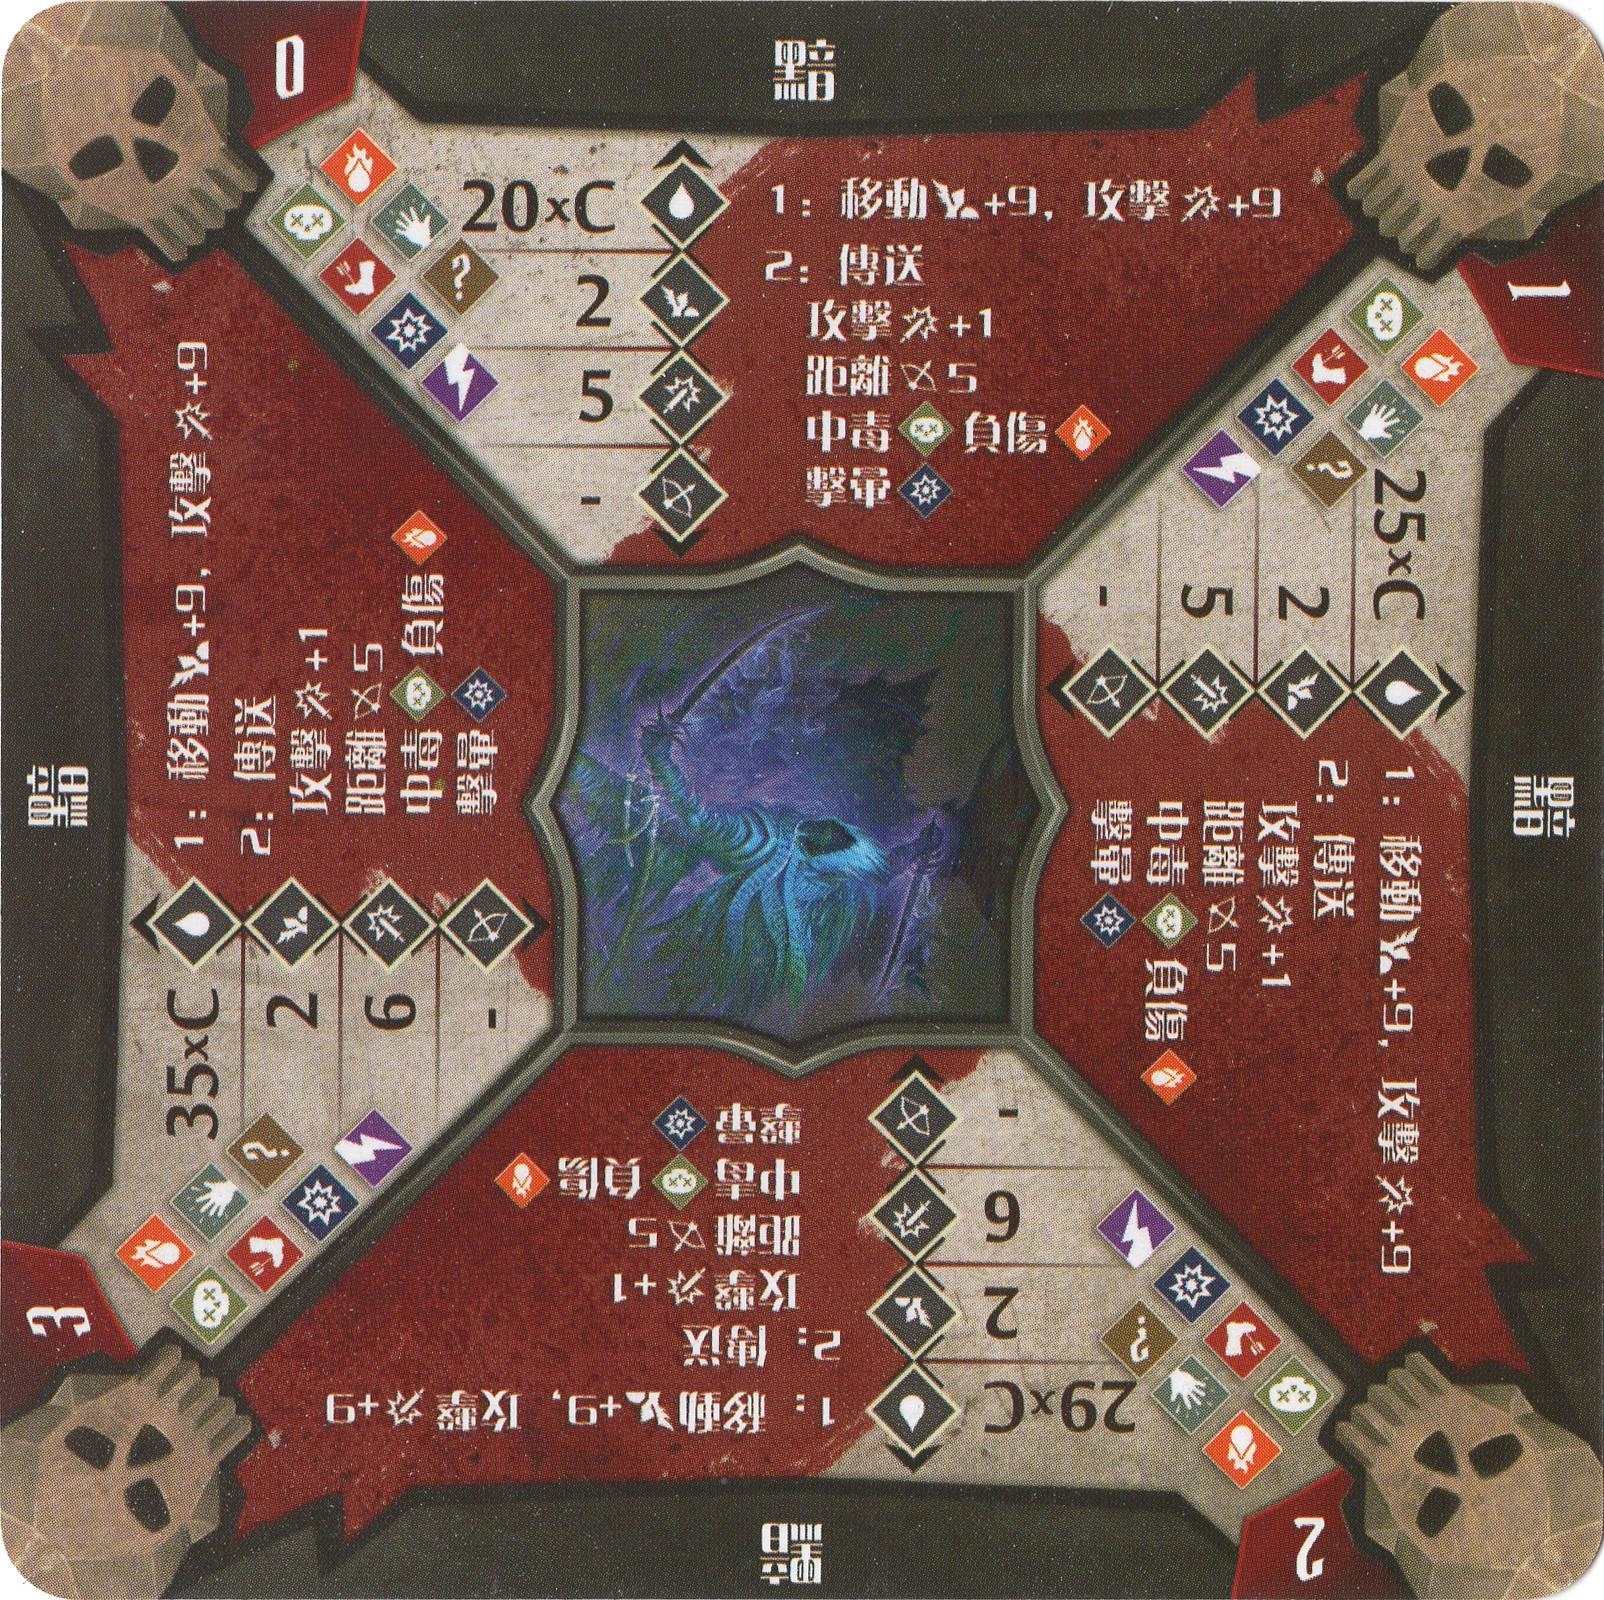 0
黯
20xC
2
5
-
?
1：移動+9，攻擊+9
2：傳送
攻擊+1
距離5
中毒 負傷
擊暈
1
黯
25xC
2
5
-
?
1：移動+9，攻擊+9
2：傳送
攻擊+1
距離5
中毒 負傷
擊暈
2
黯
29xC
2
6
-
?
1：移動+9，攻擊+9
2：傳送
攻擊+1
距離5
中毒 負傷
擊暈
3
黯
35xC
2
6
-
?
1：移動+9，攻擊+9
2：傳送
攻擊+1
距離5
中毒 負傷
擊暈